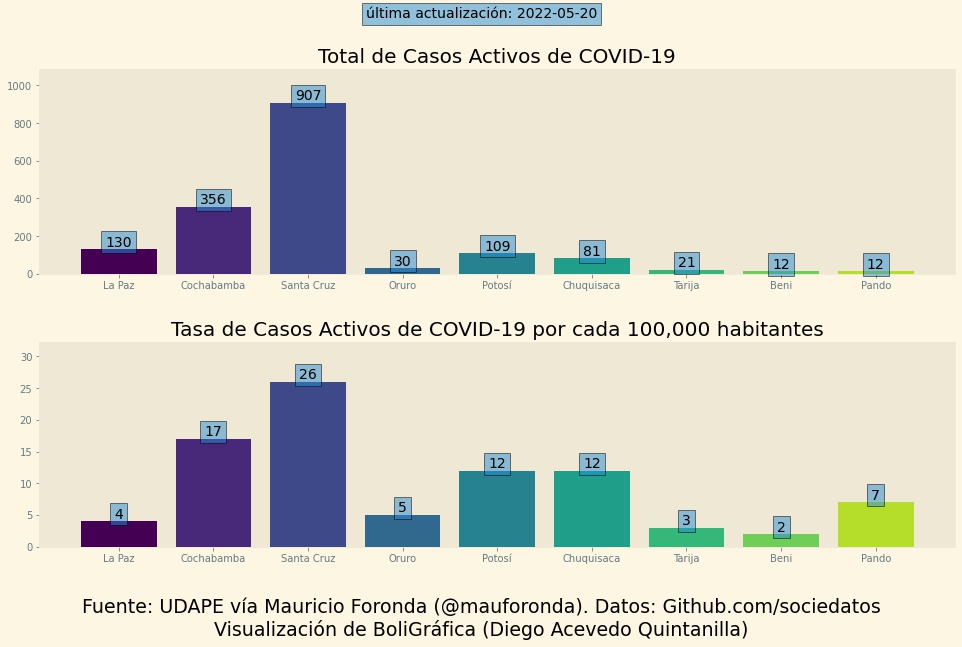 última actualización: 2022-05-20
Total de Casos Activos de COVID-19
1000
800
600
400
200
0
130
356
907
30
109
81
21
12
12
La Paz
Cochabamba
Santa Cruz
Oruro
Potosí
Chuquisaca
Tarija
Beni
Pando
Tasa de Casos Activos de COVID-19 por cada 100,000 habitantes
30
25
20
15
10
5
0
4
17
26
5
12
12
3
2
7
La Paz
Cochabamba
Santa Cruz
Oruro
Potosí
Chuquisaca
Tarija
Beni
Pando
Fuente: UDAPE vía Mauricio Foronda (@mauforonda). Datos: Github.com/sociedatos
Visualización de BoliGráfica (Diego Acevedo Quintanilla)